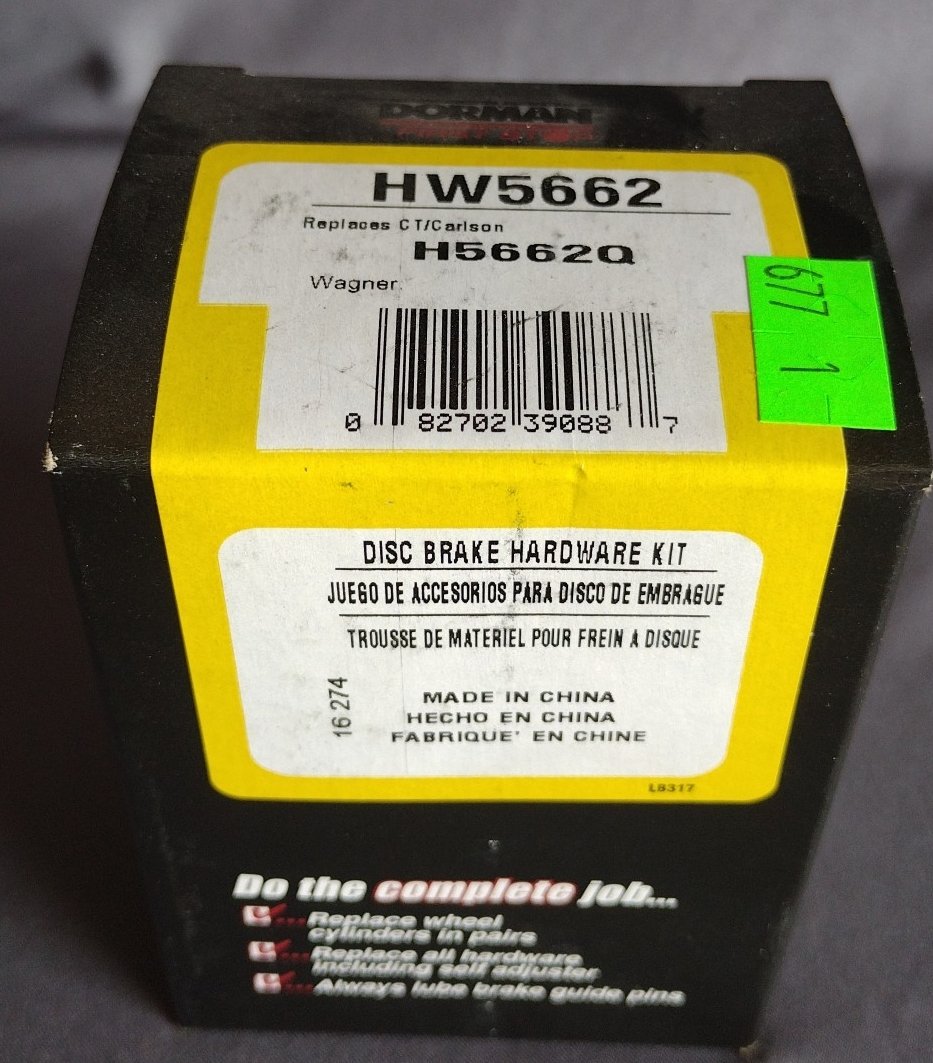 DORMAN
FIRST STOP
HW5662
Replaces CT/Carlson
H5662Q
Wagner
677 1
0 82702 39088 7
DISC BRAKE HARDWARE KIT
JUEGO DE ACCESORIOS PARA DISCO DE EMBRAGUE
TROUSSE DE MATERIEL POUR FREIN A DISQUE
16 274
MADE IN CHINA
HECHO EN CHINA
FABRIQUE' EN CHINE
L8317
Do the complete job...
...Replace wheel
cylinders in pairs
...Replace all hardware
including self adjuster
...Always lube brake guide pins